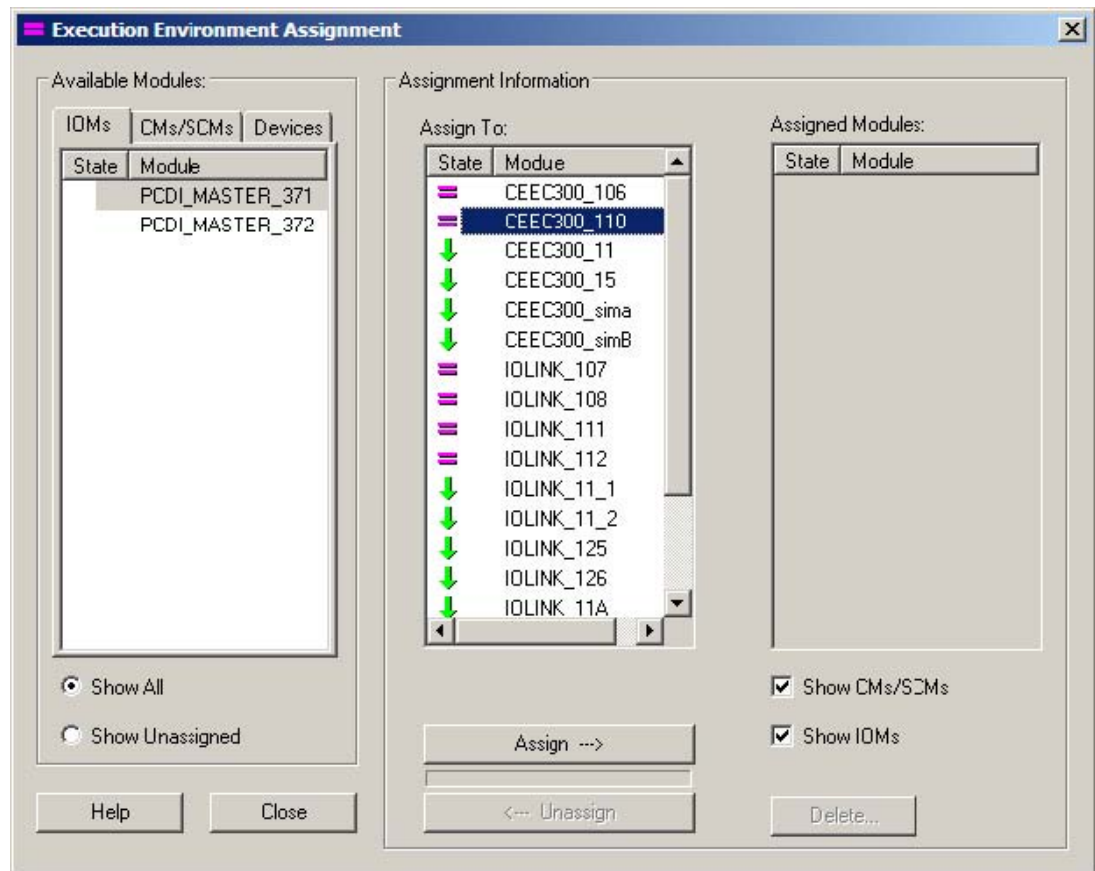 Execution Environment Assignment
Available Modules:
IOMs CMs/SCMs Devices
State Module
PCDI_MASTER_371
PCDI_MASTER_372
Show All
Show Unassigned
Help Close
Assignment Information
Assign To:
State Modue
CEEC300_106
CEEC300_110
CEEC300_11
CEEC300_15
CEEC300_sima
CEEC300_simB
IOLINK_107
IOLINK_108
IOLINK_111
IOLINK_112
IOLINK_11_1
IOLINK_11_2
IOLINK_125
IOLINK_126
IOLINK_11A
Assign --->
<--- Unassign
Assigned Modules:
State Module
Show CMs/SCMs
Show IOMs
Delete...